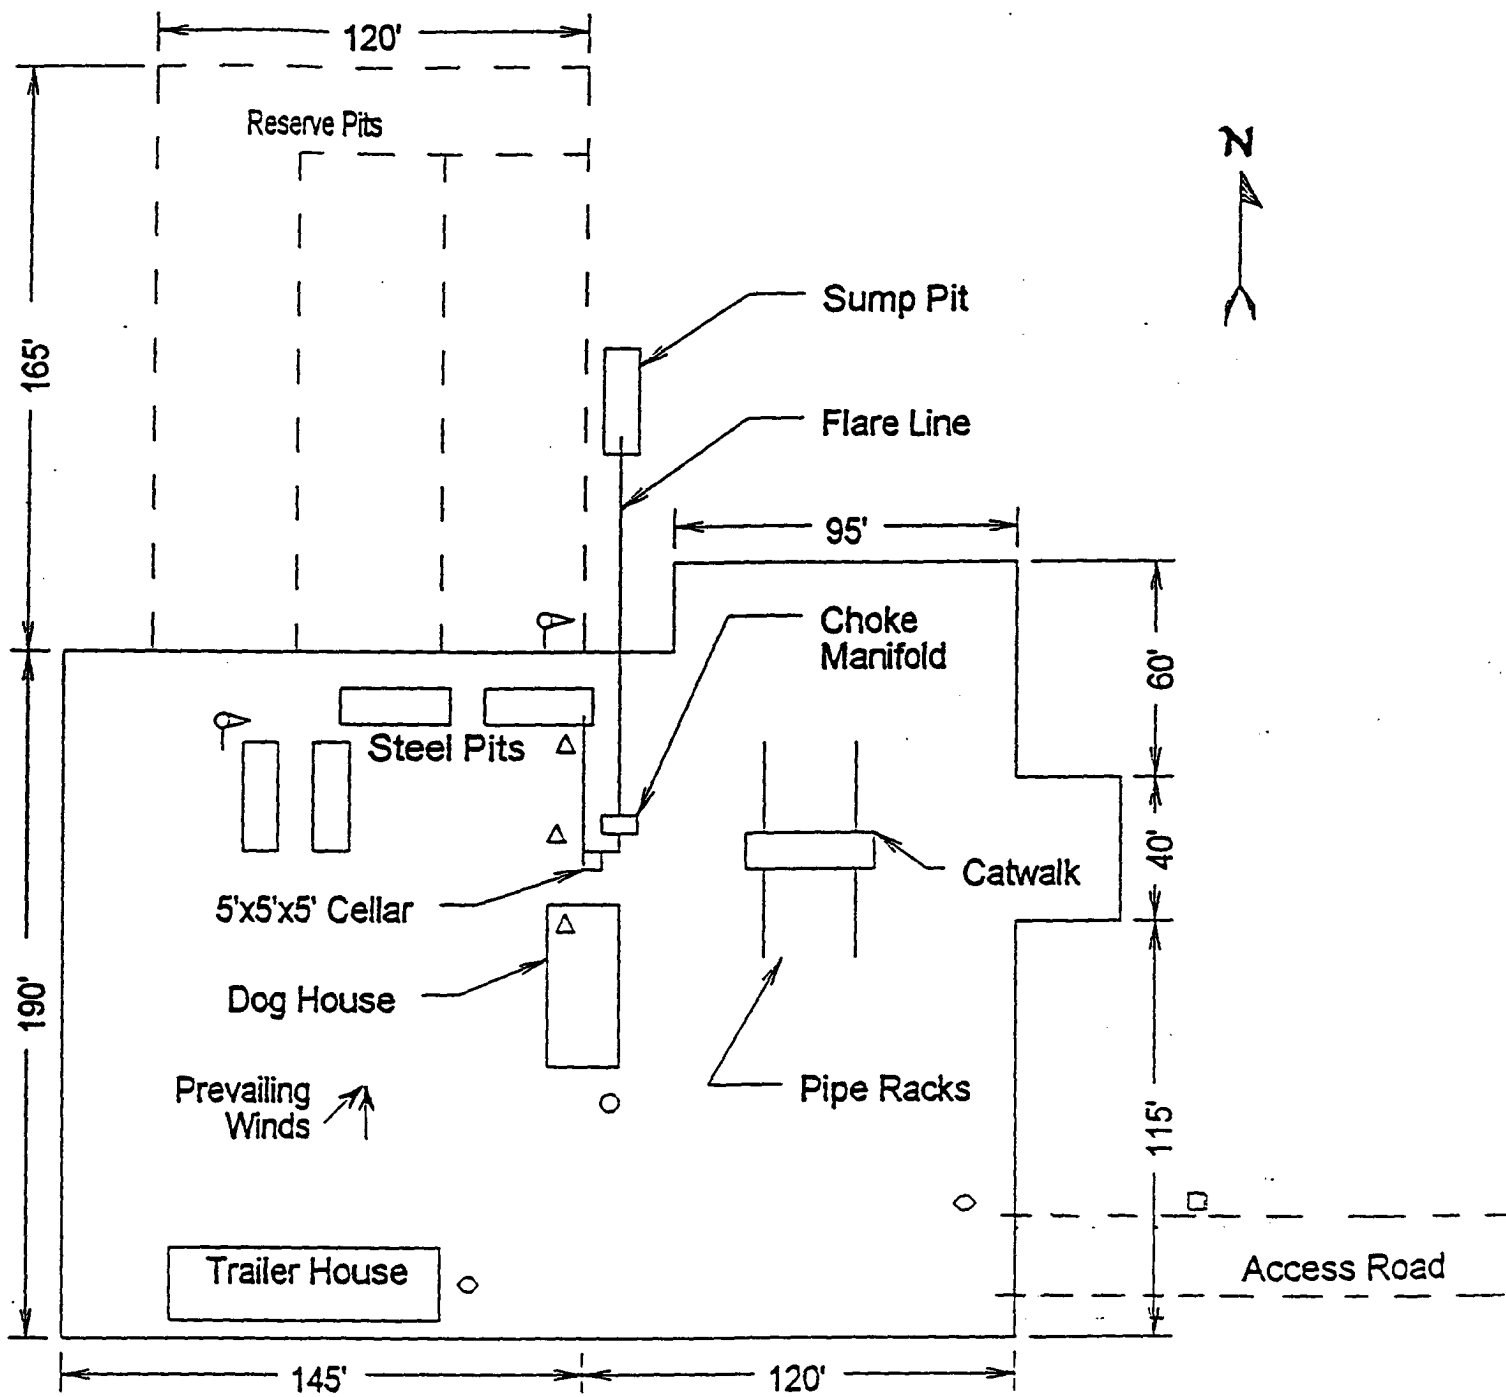 120'
Reserve Pits
N
165'
Sump Pit
Flare Line
95'
Choke
Manifold
60'
Steel Pits
40'
Catwalk
5'x5'x5' Cellar
190'
Dog House
Prevailing
Winds
Pipe Racks
115'
Trailer House
Access Road
145'
120'